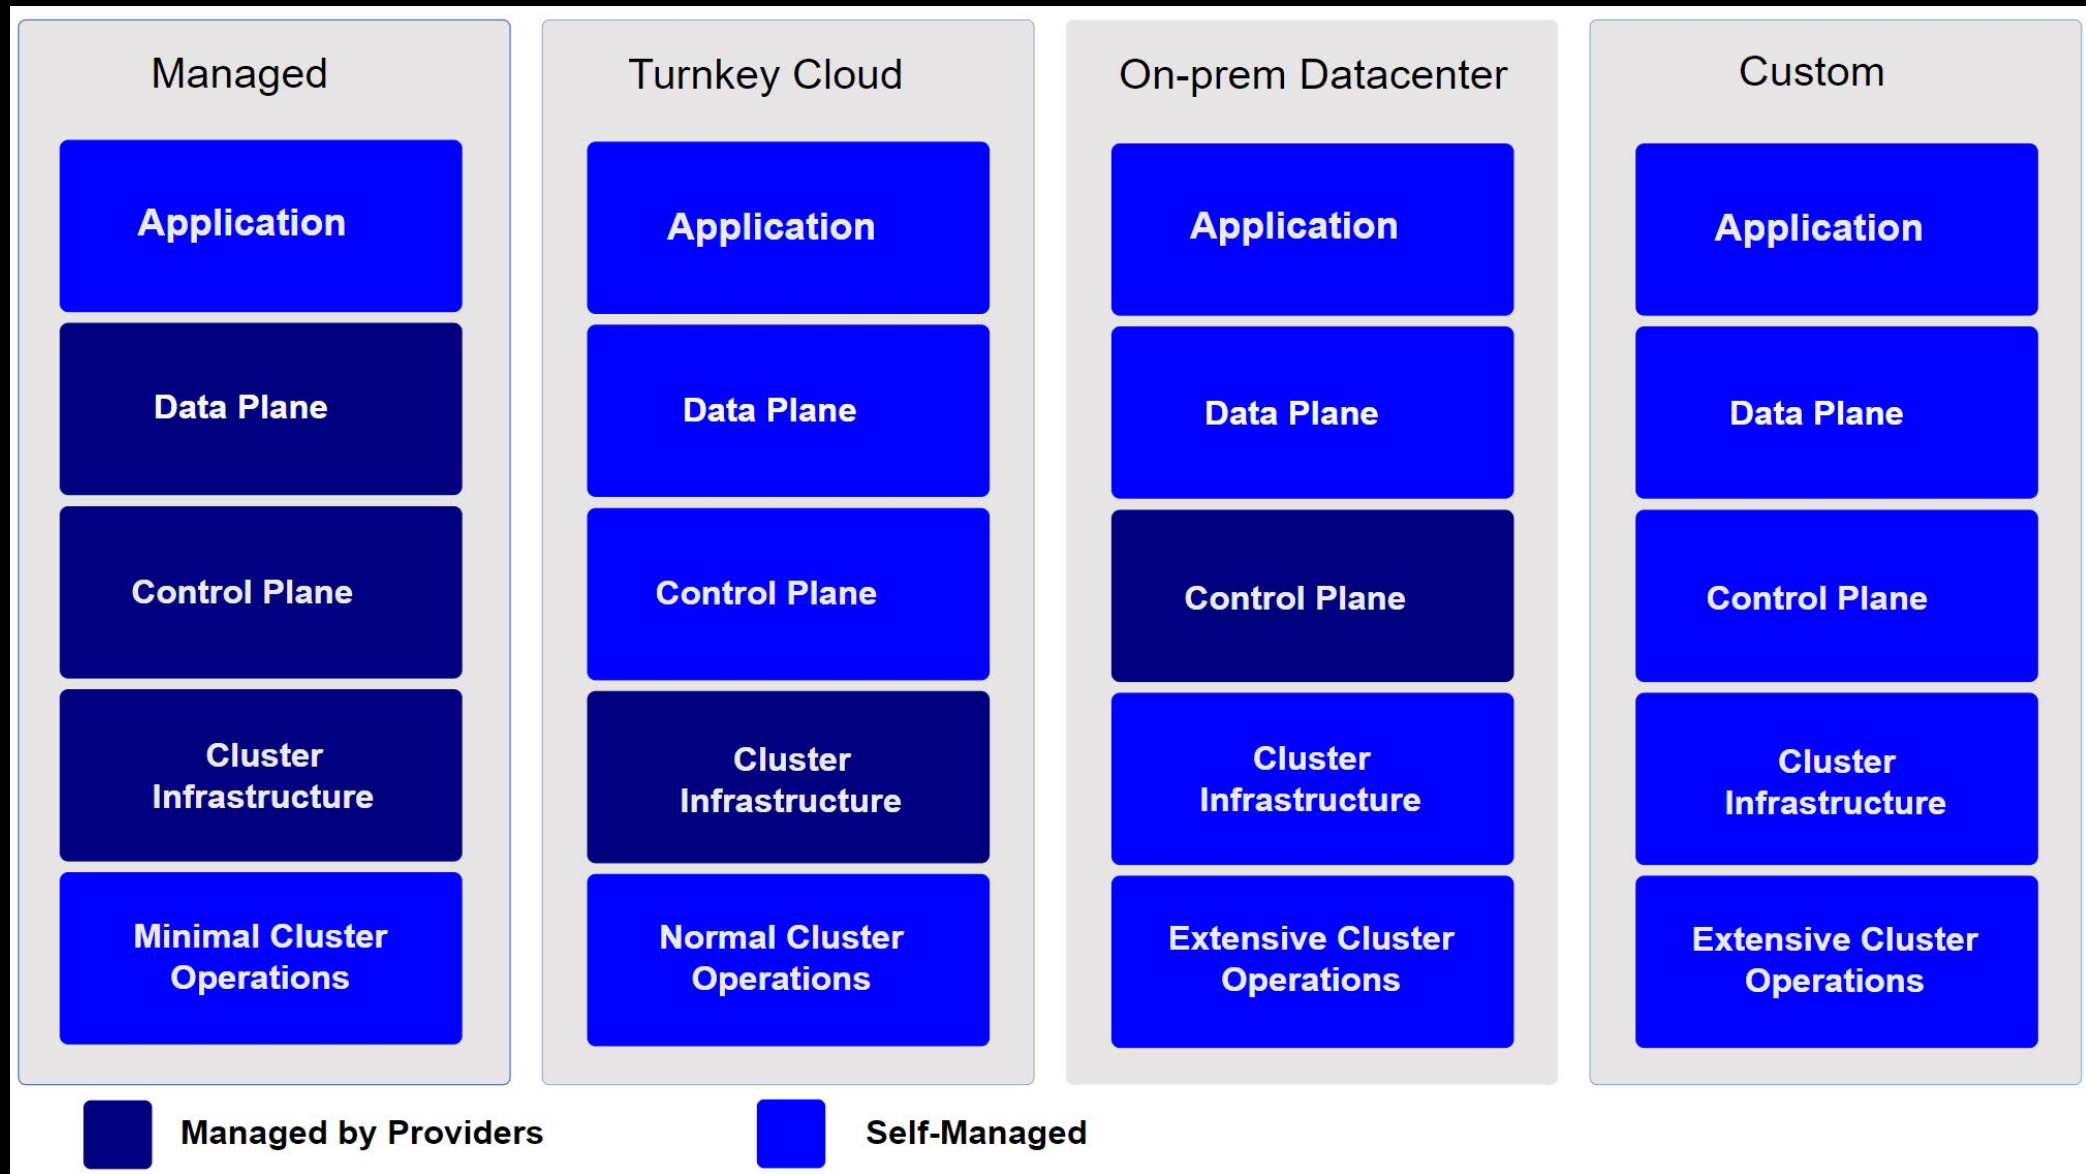 Managed
Application
Data Plane
Control Plane
Cluster
Infrastructure
Minimal Cluster
Operations
Turnkey Cloud
Application
Data Plane
Control Plane
Cluster
Infrastructure
Normal Cluster
Operations
On-prem Datacenter
Application
Data Plane
Control Plane
Cluster
Infrastructure
Extensive Cluster
Operations
Custom
Application
Data Plane
Control Plane
Cluster
Infrastructure
Extensive Cluster
Operations
Managed by Providers
Self-Managed